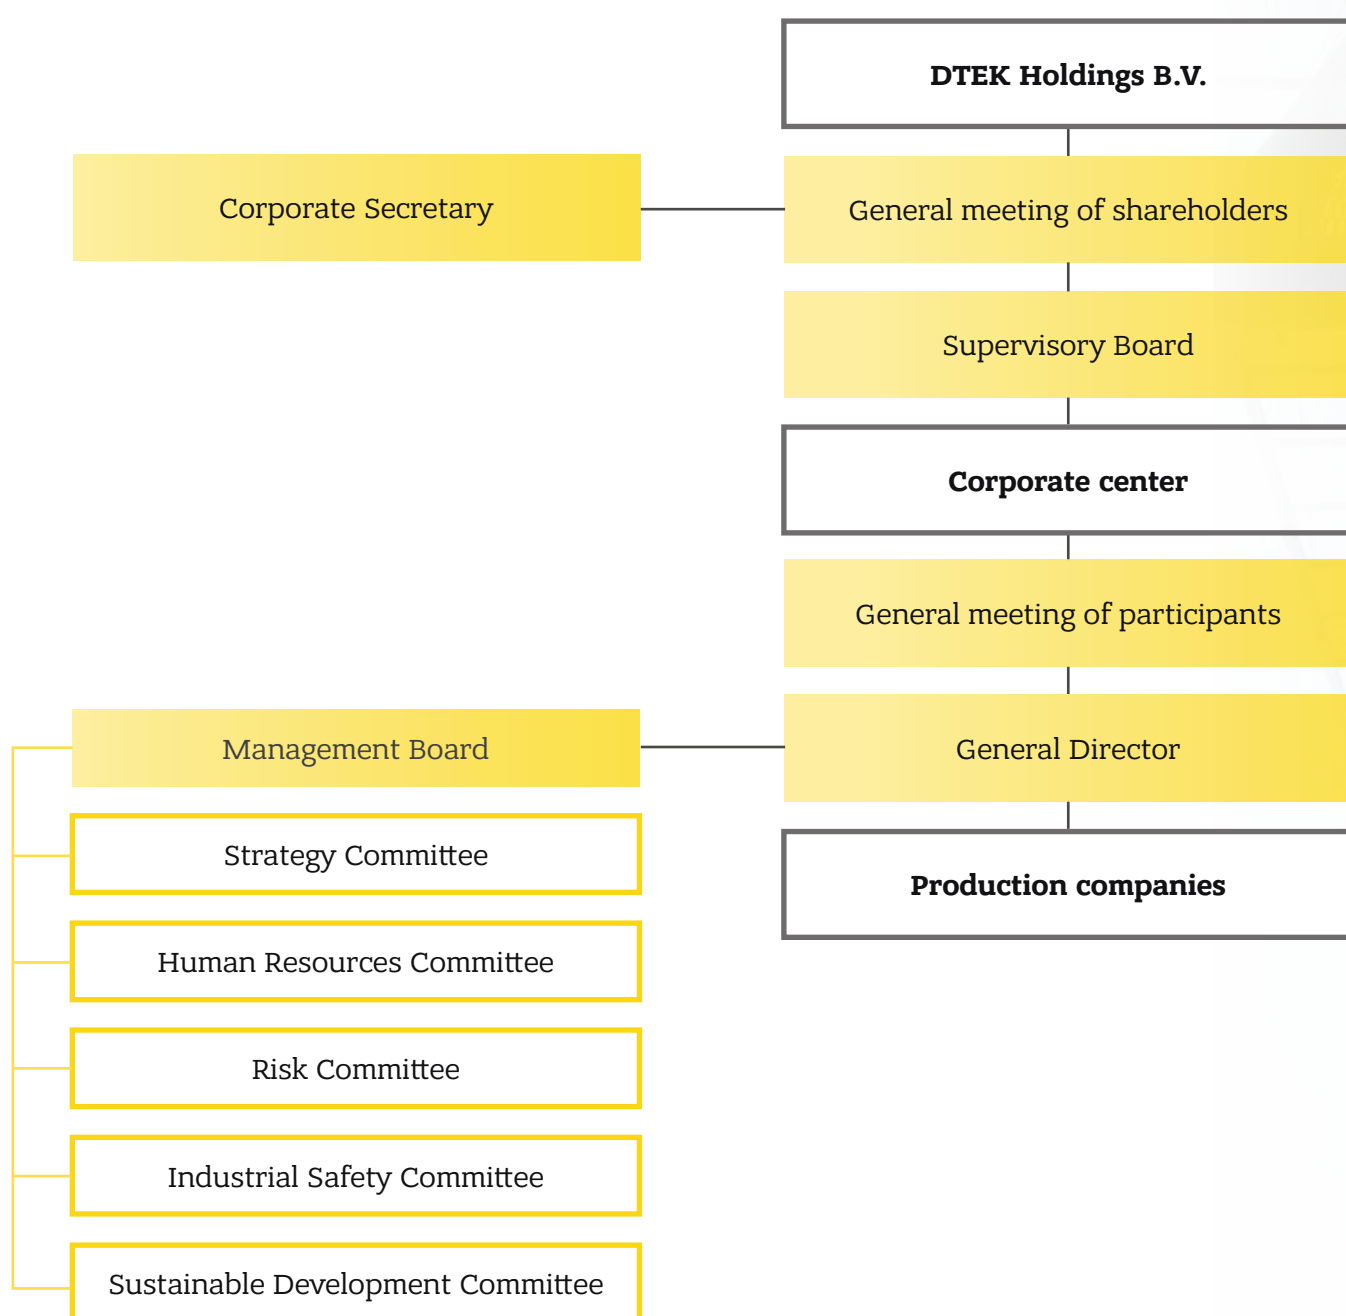 DTEK Holdings B.V.
Corporate Secretary
General meeting of shareholders
Supervisory Board
Corporate center
General meeting of participants
Management Board
General Director
Strategy Committee
Production companies
Human Resources Committee
Risk Committee
Industrial Safety Committee
Sustainable Development Committee